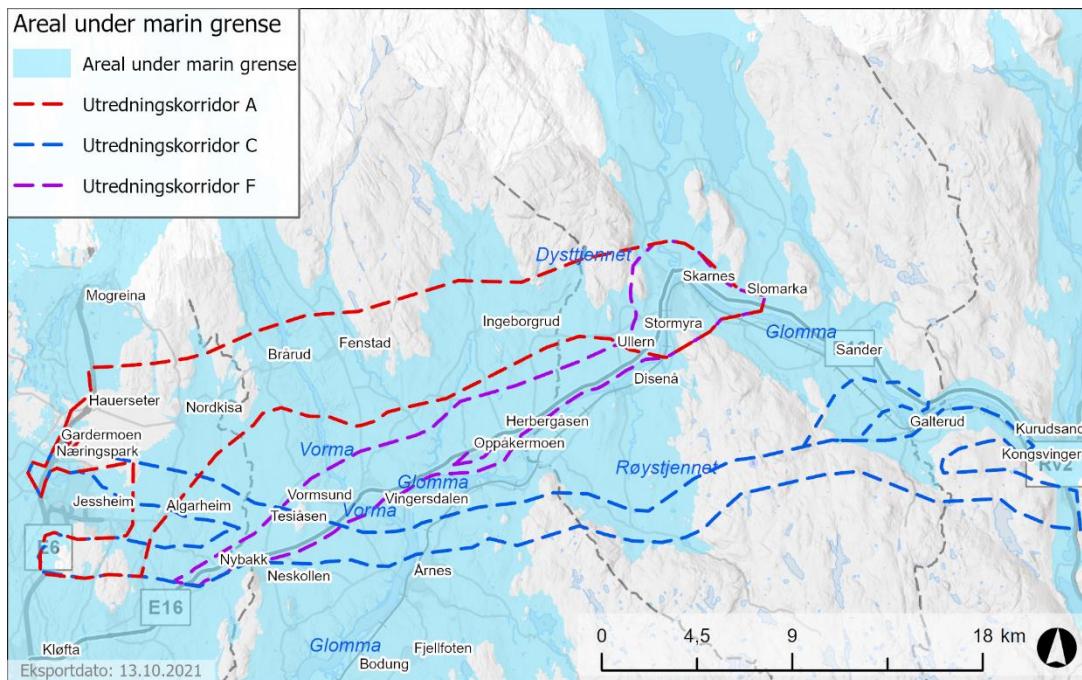 Areal under marin grense
Areal under marin grense
Utredningskorridor A
Utredningskorridor C
Utredningskorridor F
Dysttjennet
Skarnes
Mogreina
Slomarka
Ingeborgrud
Stormyra
Glomma
Fenstad
Ullern
Brårud
Sander
Disenå
Hauerseter
Nordkisa
Herbergåsen
Galterud
Kurudsand
Gardermoen
Næringspark
Vorma
Oppåkermoen
Kongsvinger
Røystjennet
RV2
Glomma
Jessheim
Algarheim
Vormsund
Vingersdalen
Tesiåsen
Vorma
E6
Nybakk
Neskollen
Årnes
E16
0 4,5 9 18 km
Kløfta
Glomma
Fjellfoten
Bodung
Eksportdato: 13.10.2021